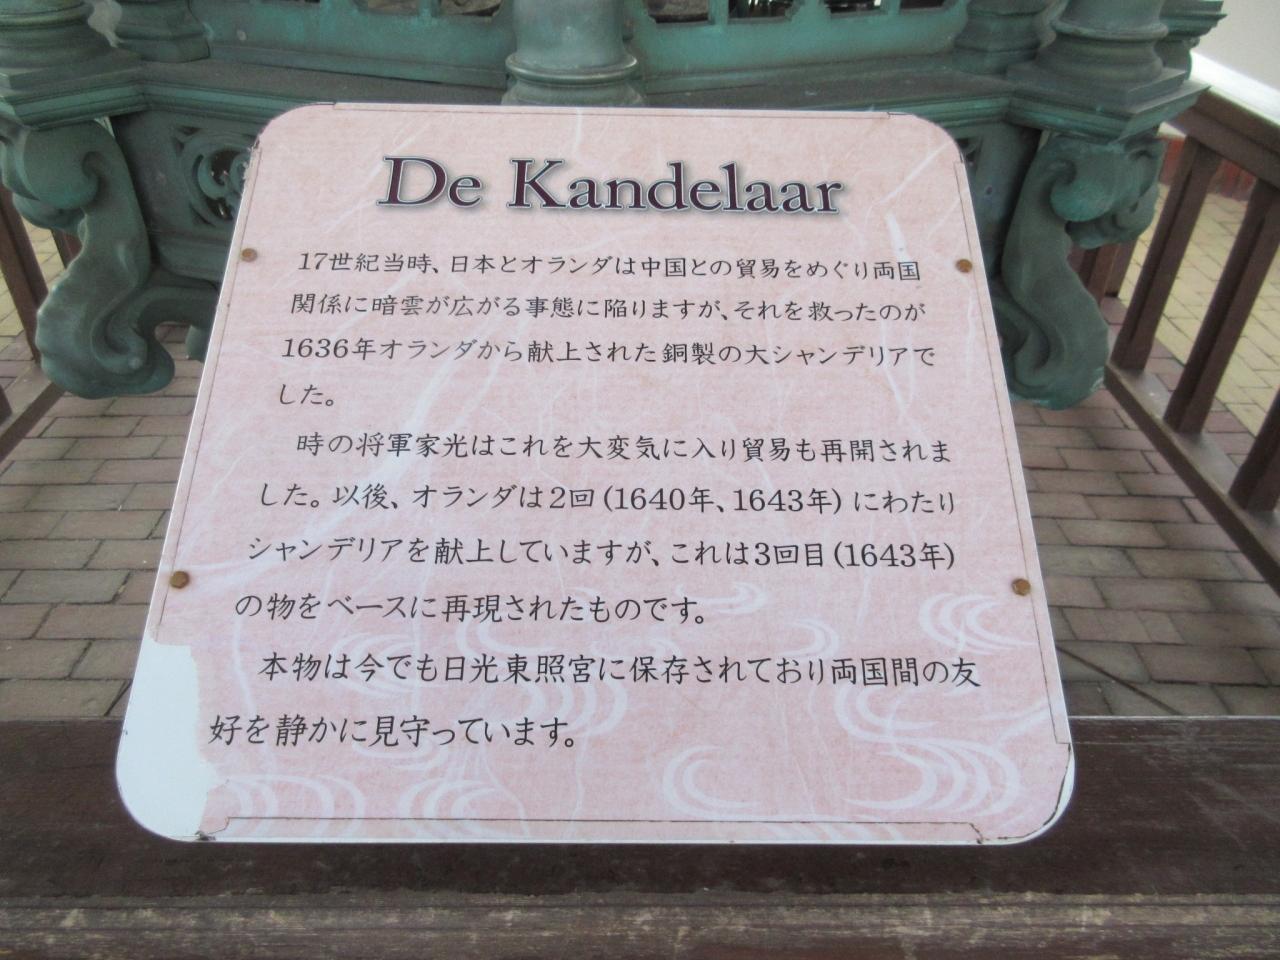 De Kandelaar
17世紀当時、日本とオランダは中国との貿易をめぐり両国
関係に暗雲が広がる事態に陥りますが、それを救ったのが
1636年オランダから献上された銅製の大シャンデリアで
した。
時の将軍家光はこれを大変気に入り貿易も再開されま
した。以後、オランダは2回(1640年、1643年)にわたり
シャンデリアを献上していますが、これは3回目(1643年)
の物をベースに再現されたものです。
本物は今でも日光東照宮に保存されており両国間の友
好を静かに見守っています。